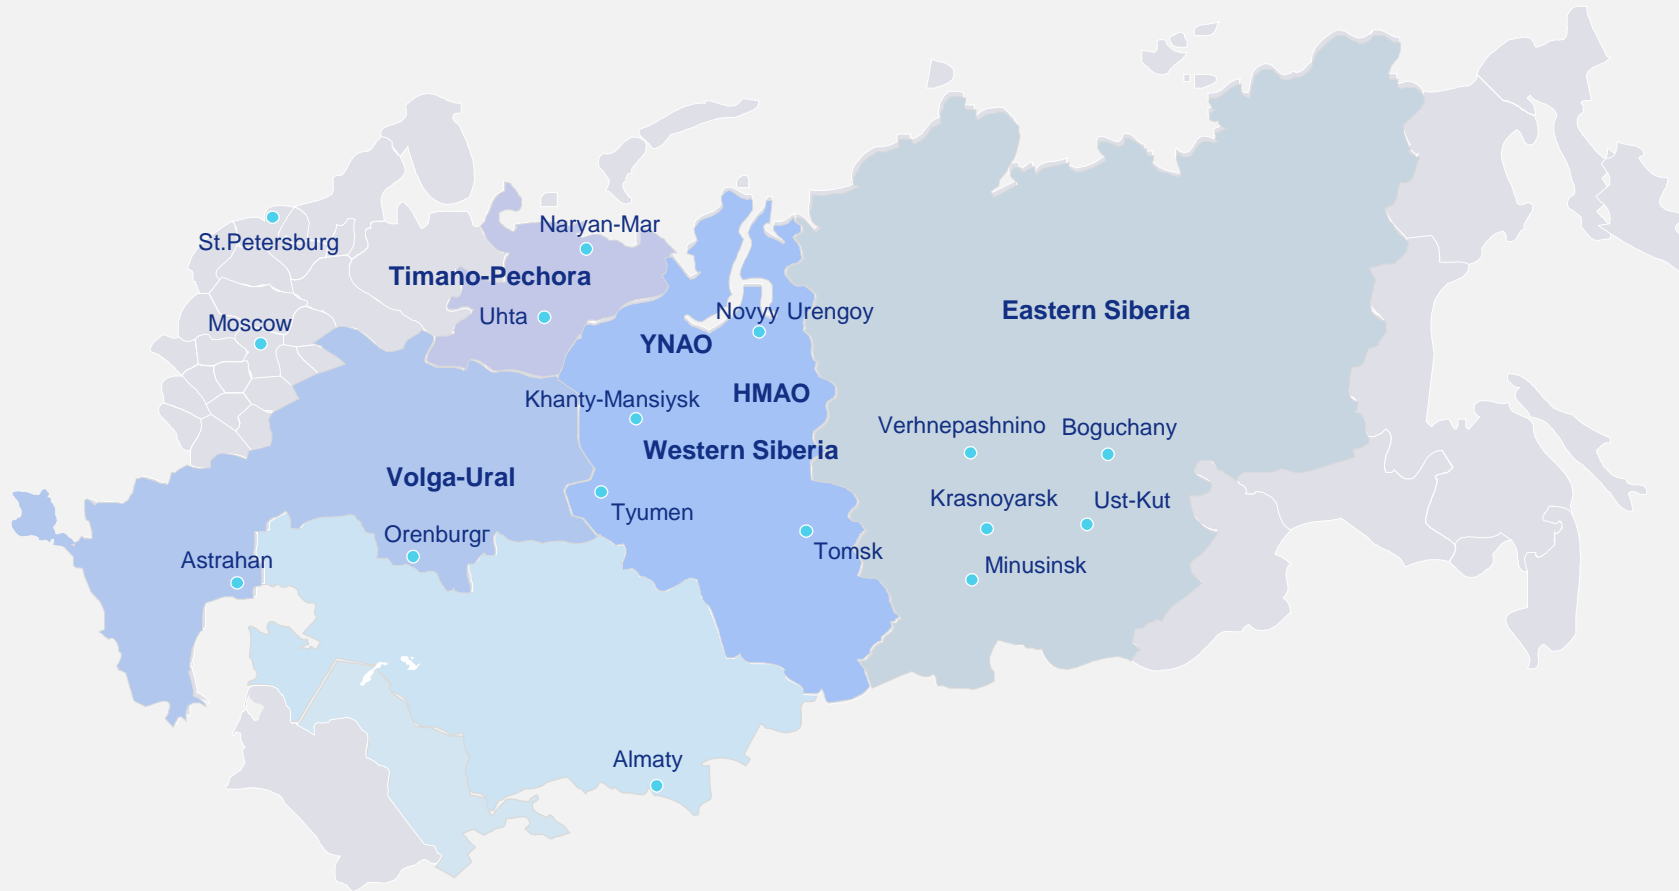 Naryan-Mar
St.Petersburg
Timano-Pechora
Eastern Siberia
Novyy Urengoy
Uhta
Moscow
YNAO
HMAO
Khanty-Mansiysk
Verhnepashnino
Boguchany
Western Siberia
Volga-Ural
Krasnoyarsk
Ust-Kut
Tyumen
Orenburgг
Tomsk
Astrahan
Minusinsk
Almaty